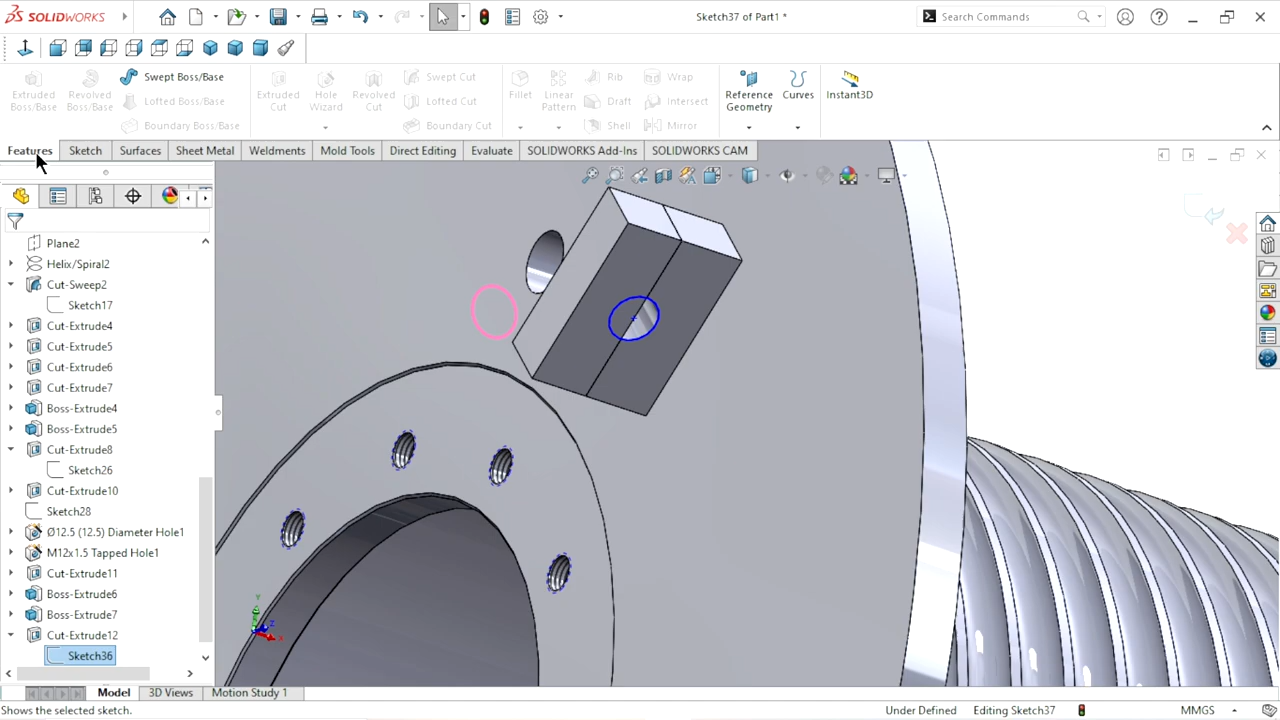 SOLIDWORKS
Sketch37 of Part1 *
Search Commands
Extruded Boss/Base
Revolved Boss/Base
Swept Boss/Base
Lofted Boss/Base
Boundary Boss/Base
Extruded Cut
Hole Wizard
Revolved Cut
Swept Cut
Lofted Cut
Boundary Cut
Fillet
Linear Pattern
Rib
Draft
Shell
Wrap
Intersect
Mirror
Reference Geometry
Curves
Instant3D
Features
Sketch
Surfaces
Sheet Metal
Weldments
Mold Tools
Direct Editing
Evaluate
SOLIDWORKS Add-Ins
SOLIDWORKS CAM
Plane2
Helix/Spiral2
Cut-Sweep2
Sketch17
Cut-Extrude4
Cut-Extrude5
Cut-Extrude6
Cut-Extrude7
Boss-Extrude4
Boss-Extrude5
Cut-Extrude8
Sketch26
Cut-Extrude10
Sketch28
Ø12.5 (12.5) Diameter Hole1
M12x1.5 Tapped Hole1
Cut-Extrude11
Boss-Extrude6
Boss-Extrude7
Cut-Extrude12
Sketch36
Y
Z
X
Model
3D Views
Motion Study 1
Shows the selected sketch.
Under Defined
Editing Sketch37
MMGS